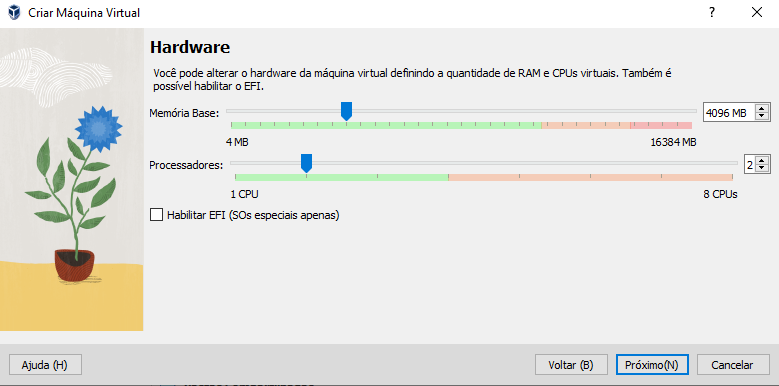 Criar Máquina Virtual
Hardware
Você pode alterar o hardware da máquina virtual definindo a quantidade de RAM e CPUs virtuais. Também é
possível habilitar o EFI.
Memória Base:
4096 MB
4 MB
16384 MB
Processadores:
2
1 CPU
8 CPUs
Habilitar EFI (SOs especiais apenas)
Ajuda (H)
Voltar (B)
Próximo(N)
Cancelar